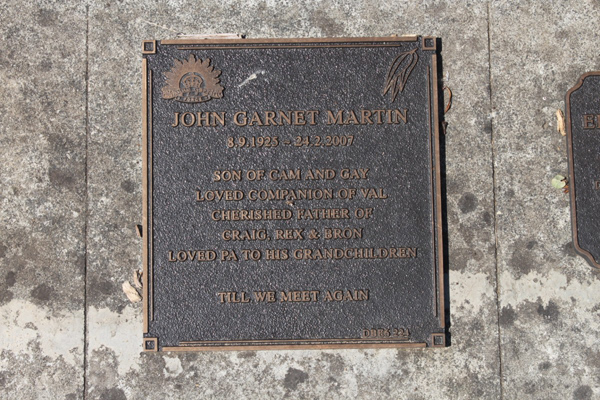 JOHN GARNET MARTIN
8.9.1925 - 24.2.2007
SON OF CAM AND GAY
LOVED COMPANION OF VAL
CHERISHED FATHER OF
CRAIG, REX & BRON
LOVED PA TO HIS GRANDCHILDREN
TILL WE MEET AGAIN